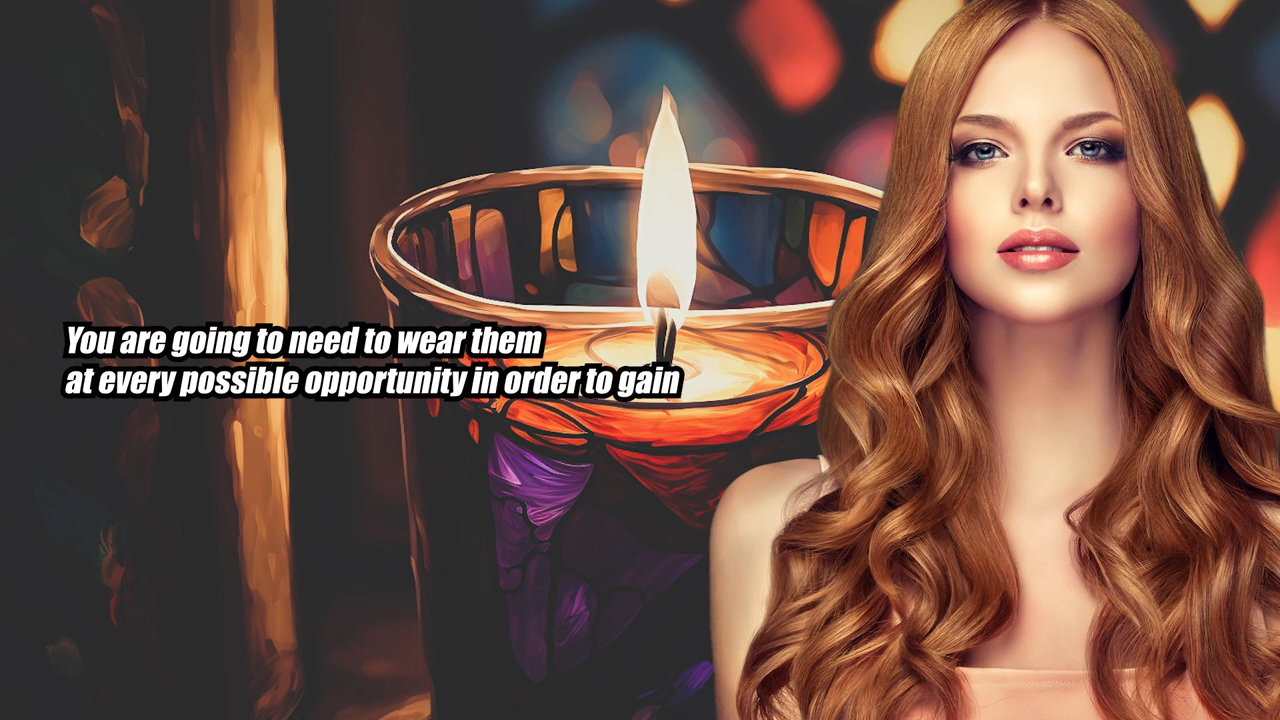 You are going to need to wear them
at every possible opportunity in order to gain